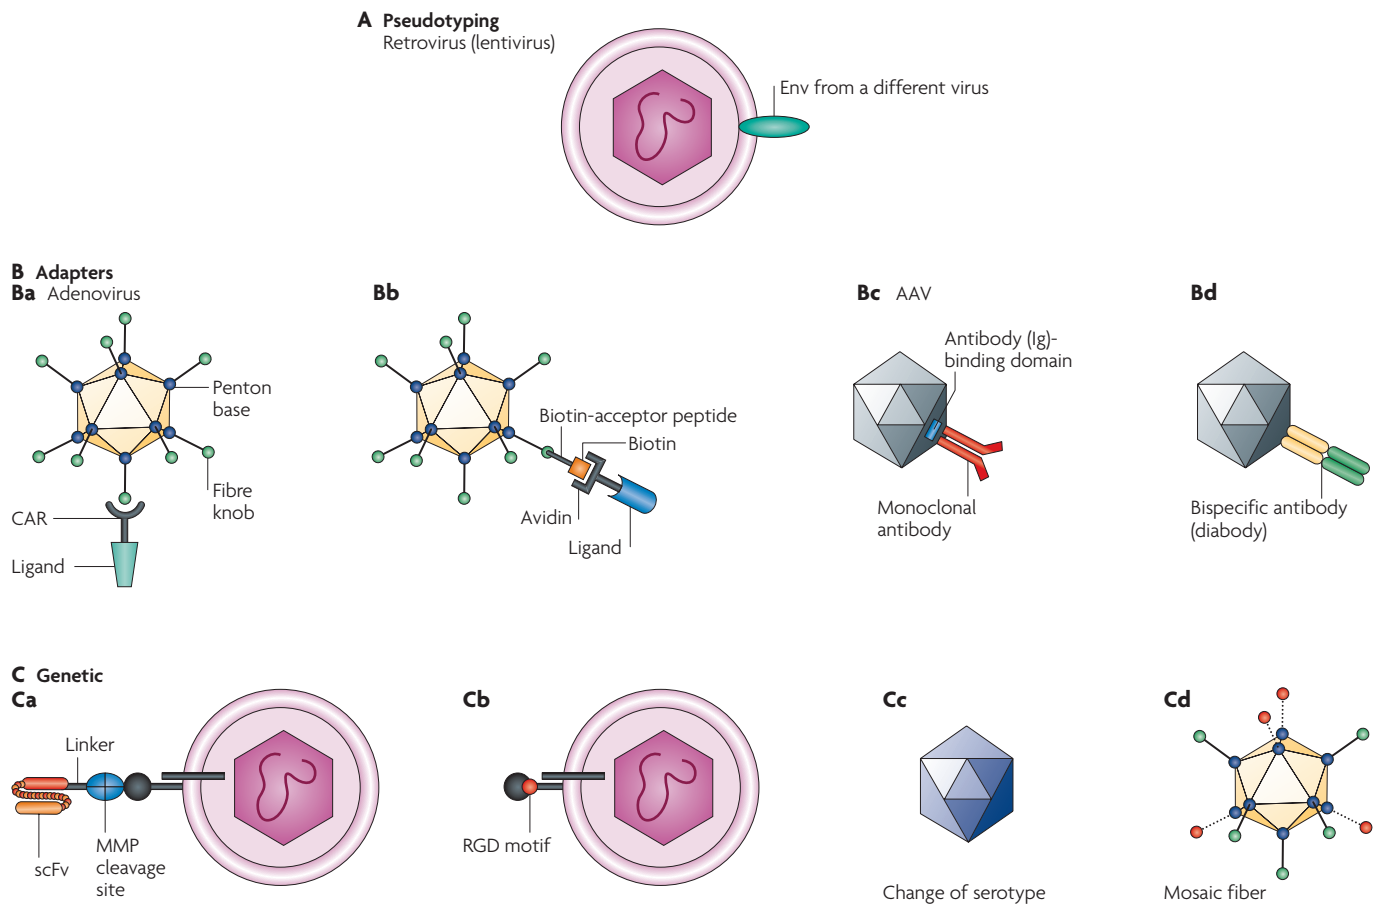 A Pseudotyping
Retrovirus (lentivirus)
Env from a different virus
B Adapters
Ba Adenovirus
Penton
base
Fibre
knob
CAR
Ligand
Bb
Biotin-acceptor peptide
Biotin
Avidin
Ligand
Bc AAV
Antibody (Ig)-
binding domain
Monoclonal
antibody
Bd
Bispecific antibody
(diabody)
C Genetic
Ca
Linker
scFv
MMP
cleavage
site
Cb
RGD motif
Cc
Change of serotype
Cd
Mosaic fiber